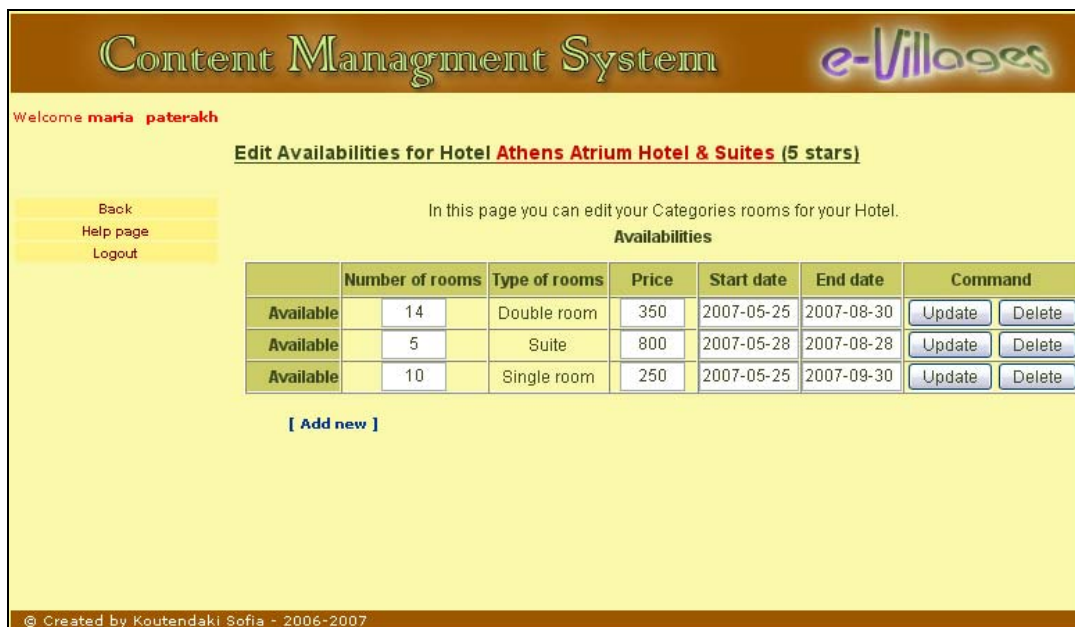 Content Managment System
e-Villages
Welcome maria paterakh
Edit Availabilities for Hotel Athens Atrium Hotel & Suites (5 stars)
Back
Help page
Logout
In this page you can edit your Categories rooms for your Hotel.
Availabilities
Number of rooms Type of rooms Price Start date End date Command
Available 14 Double room 350 2007-05-25 2007-08-30 Update Delete
Available 5 Suite 800 2007-05-28 2007-08-28 Update Delete
Available 10 Single room 250 2007-05-25 2007-09-30 Update Delete
[ Add new ]
© Created by Koutendaki Sofia - 2006-2007